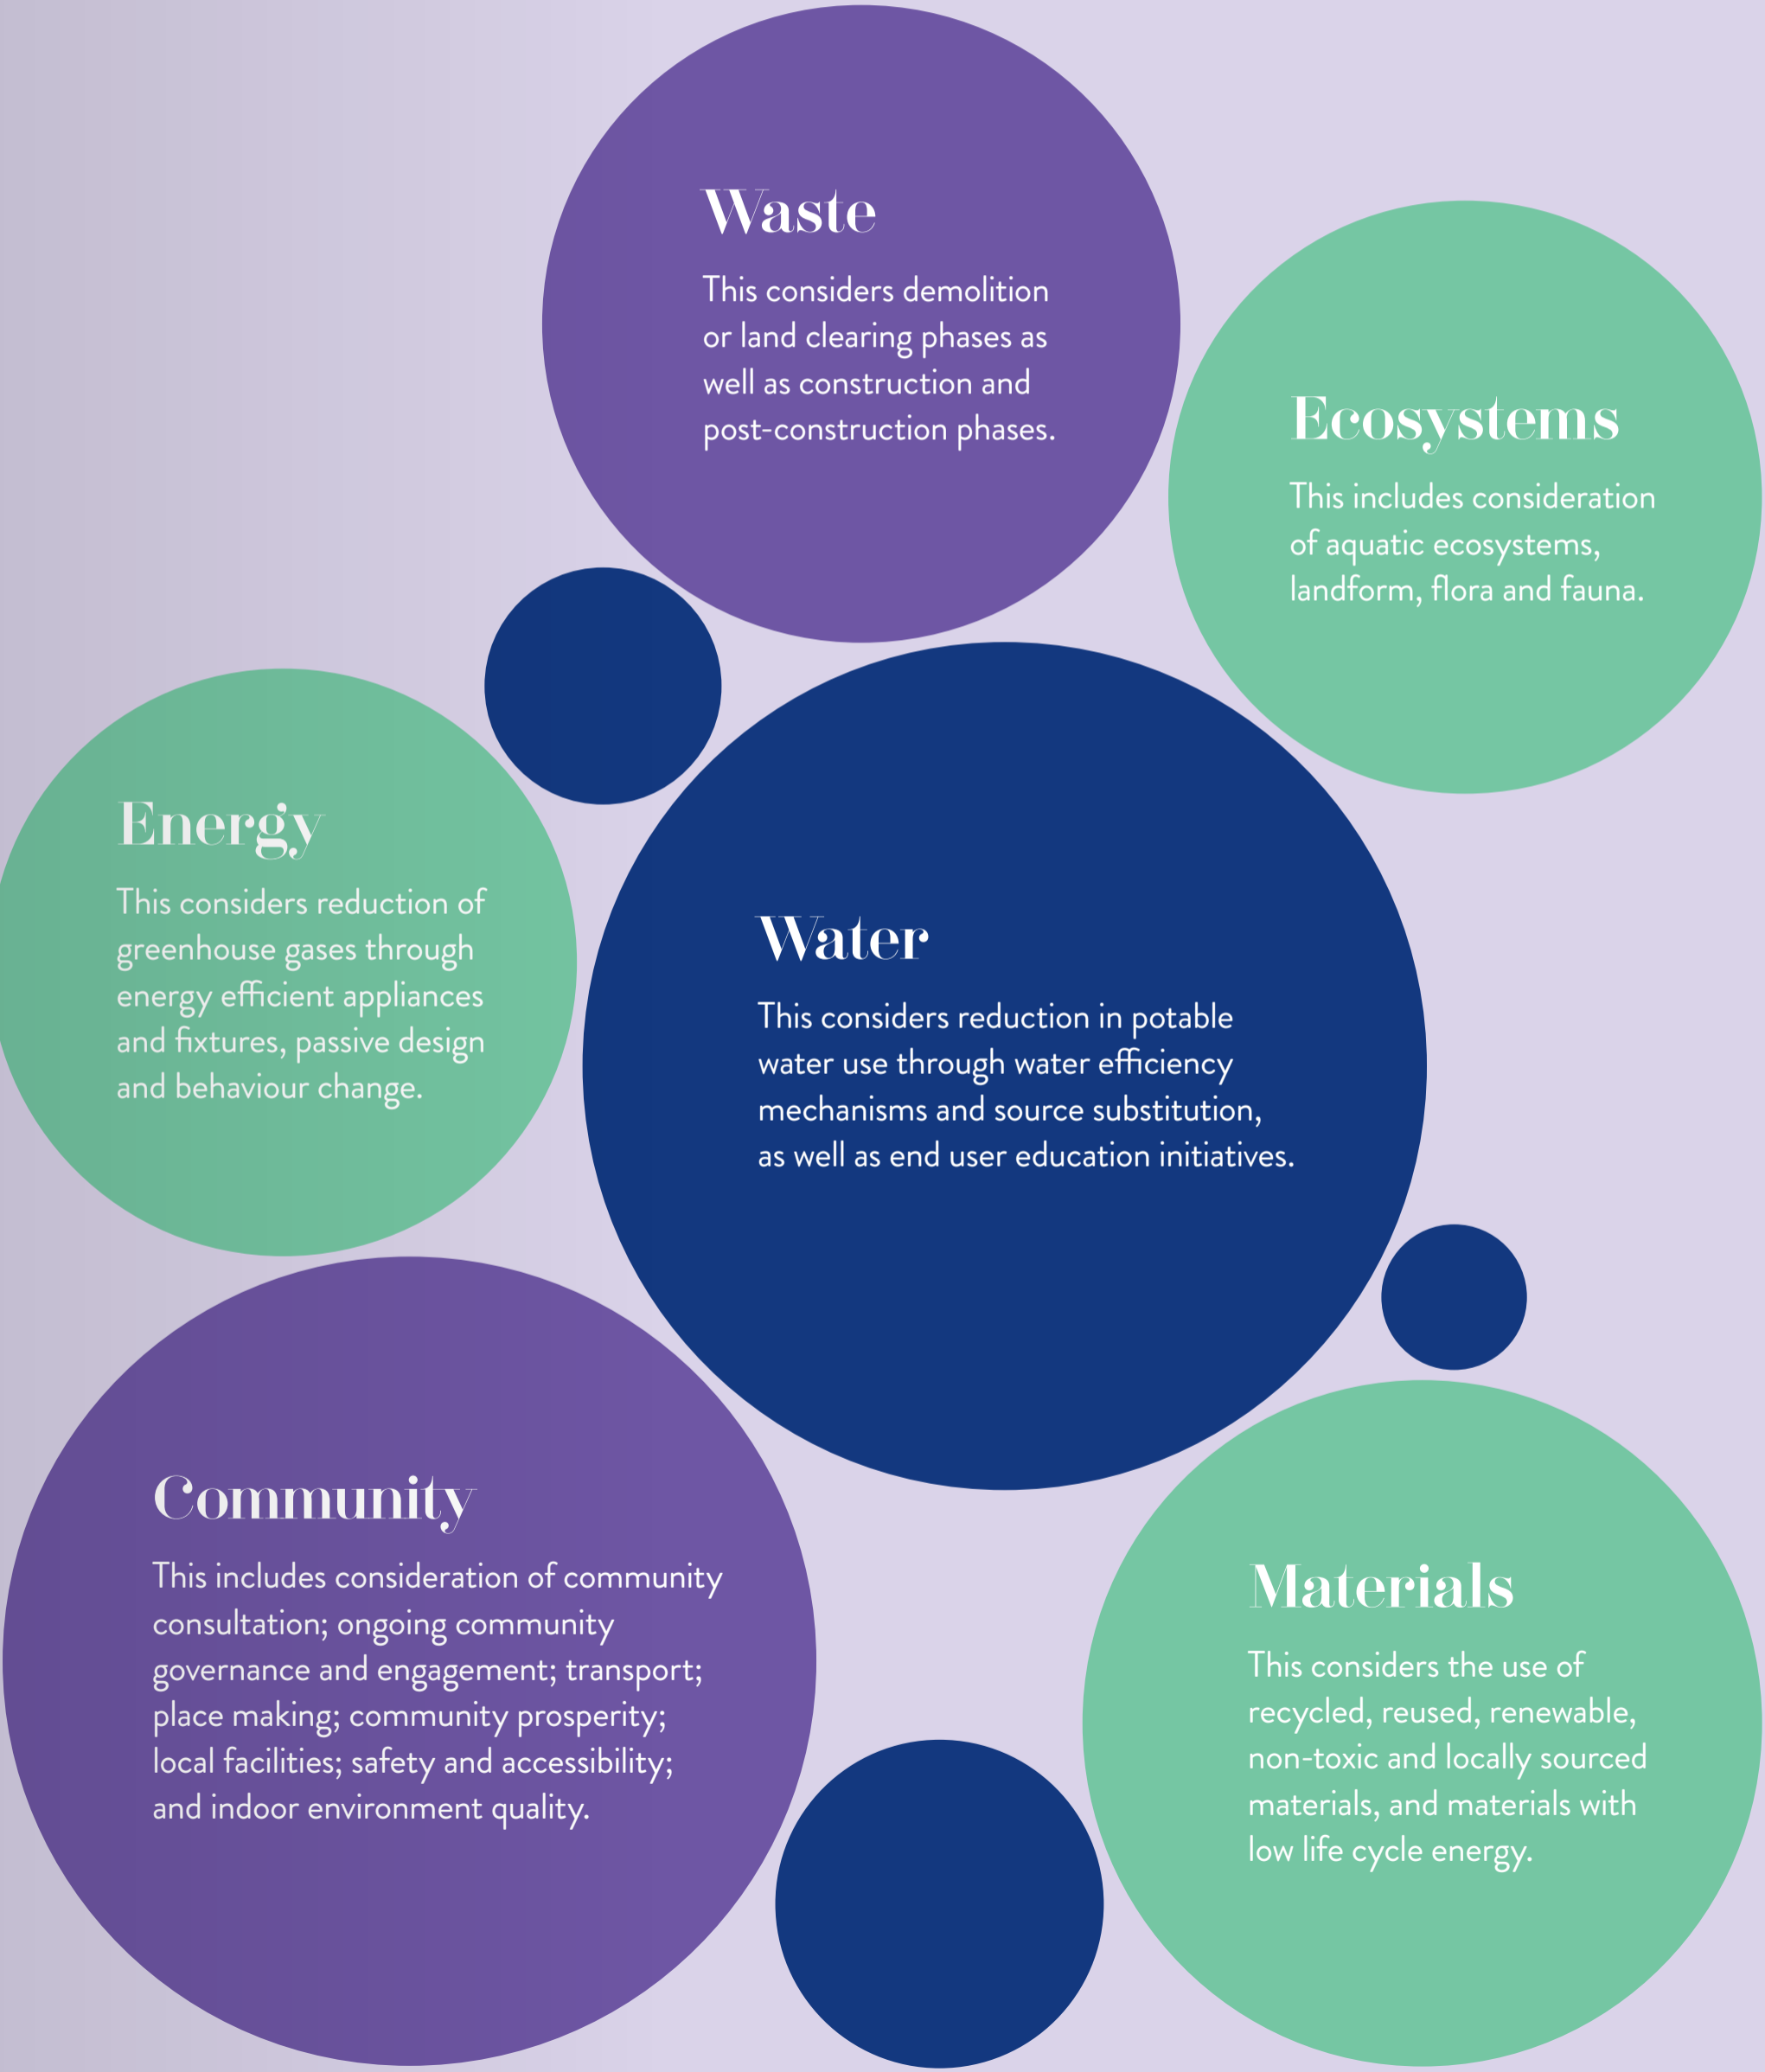 Waste
This considers demolition
or land clearing phases as
well as construction and
post-construction phases.
Ecosystems
This includes consideration
of aquatic ecosystems,
landform, flora and fauna.
Energy
This considers reduction of
greenhouse gases through
energy efficient appliances
and fixtures, passive design
and behaviour change.
Water
This considers reduction in potable
water use through water efficiency
mechanisms and source substitution,
as well as end user education initiatives.
Community
This includes consideration of community
consultation; ongoing community
governance and engagement; transport;
place making; community prosperity;
local facilities; safety and accessibility;
and indoor environment quality.
Materials
This considers the use of
recycled, reused, renewable,
non-toxic and locally sourced
materials, and materials with
low life cycle energy.